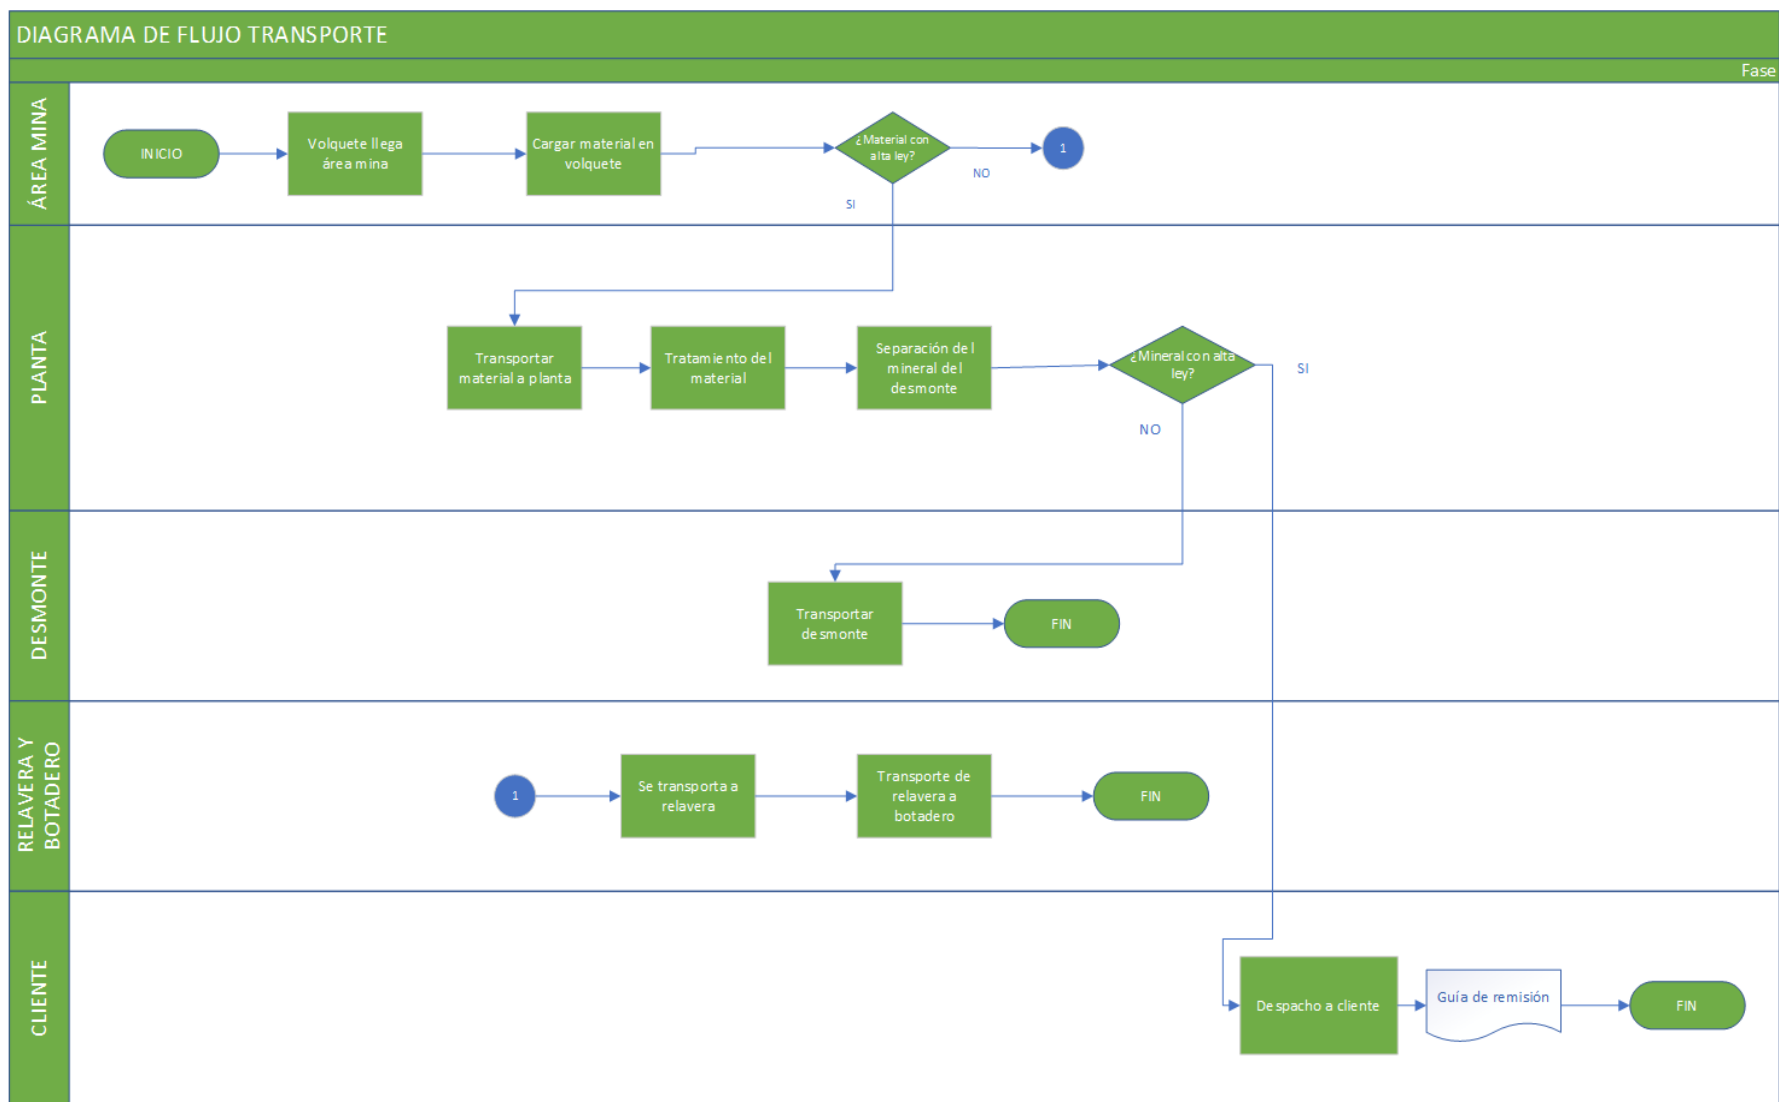 DIAGRAMA DE FLUJO TRANSPORTE
Fase
ÁREA MINA
INICIO
Volquete llega
área mina
Cargar material en
volquete
¿Material con
alta ley?
NO
1
SI
PLANTA
Transportar
material a planta
Tratamiento del
material
Separación del
mineral del
desmonte
¿Mineral con alta
ley?
SI
NO
DESMONTE
Transportar
desmonte
FIN
RELAVERA Y
BOTADERO
1
Se transporta a
relavera
Transporte de
relavera a
botadero
FIN
CLIENTE
Despacho a cliente
Guía de remisión
FIN